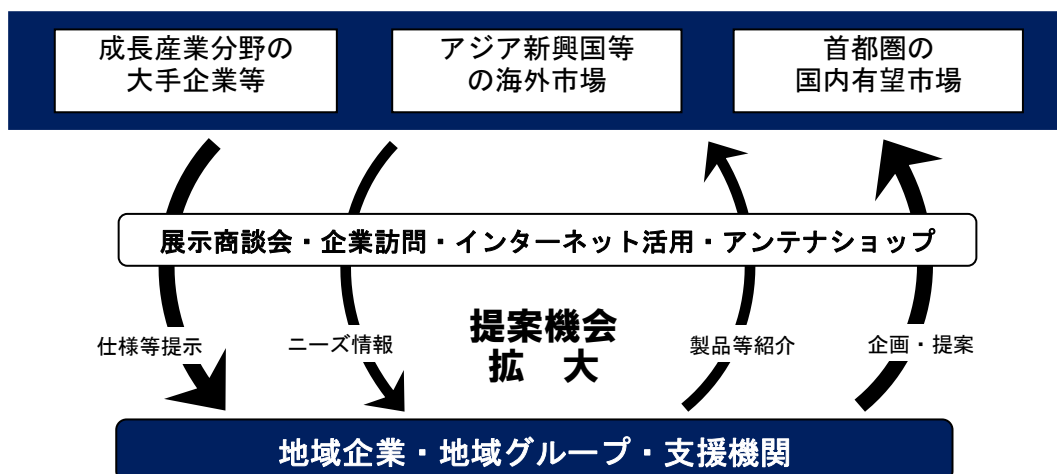 成長産業分野の
大手企業等
アジア新興国等
の海外市場
首都圏の
国内有望市場
展示商談会・企業訪問・インターネット活用・アンテナショップ
提案機会
拡　大
仕様等提示
ニーズ情報
製品等紹介
企画・提案
地域企業・地域グループ・支援機関